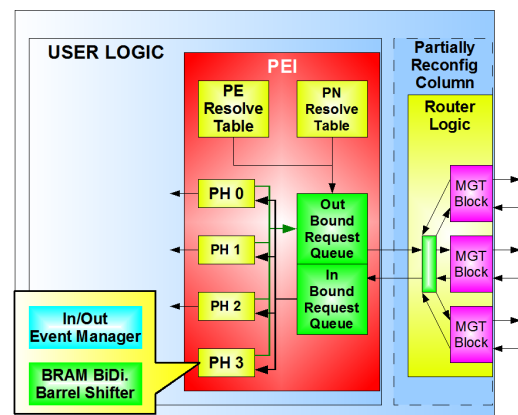 USER LOGIC
PEI
Partially
Reconfig
Column
PE
Resolve
Table
PN
Resolve
Table
Router
Logic
PH 0
PH 1
PH 2
PH 3
Out
Bound
Request
Queue
In
Bound
Request
Queue
MGT
Block
MGT
Block
MGT
Block
In/Out
Event Manager
BRAM BiDi.
Barrel Shifter